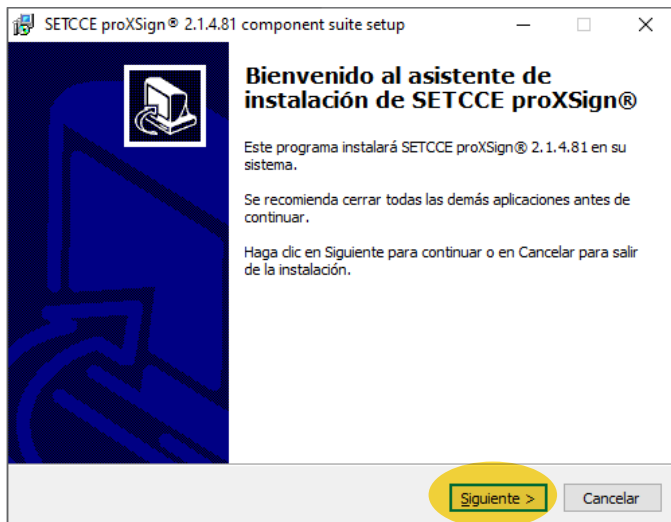 SETCCE proXSign® 2.1.4.81 component suite setup
Bienvenido al asistente de
instalación de SETCCE proXSign®
Este programa instalará SETCCE proXSign® 2.1.4.81 en su
sistema.
Se recomienda cerrar todas las demás aplicaciones antes de
continuar.
Haga clic en Siguiente para continuar o en Cancelar para salir
de la instalación.
Siguiente >
Cancelar